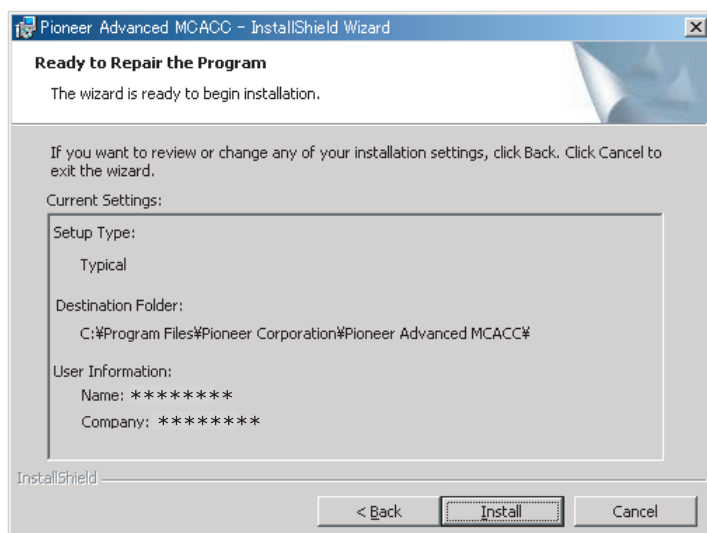 Pioneer Advanced MCACC - InstallShield Wizard
Ready to Repair the Program
The wizard is ready to begin installation.
If you want to review or change any of your installation settings, click Back. Click Cancel to
exit the wizard.
Current Settings:
Setup Type:
Typical
Destination Folder:
C:¥Program Files¥Pioneer Corporation¥Pioneer Advanced MCACC¥
User Information:
Name: ********
Company: ********
InstallShield
< Back
Install
Cancel